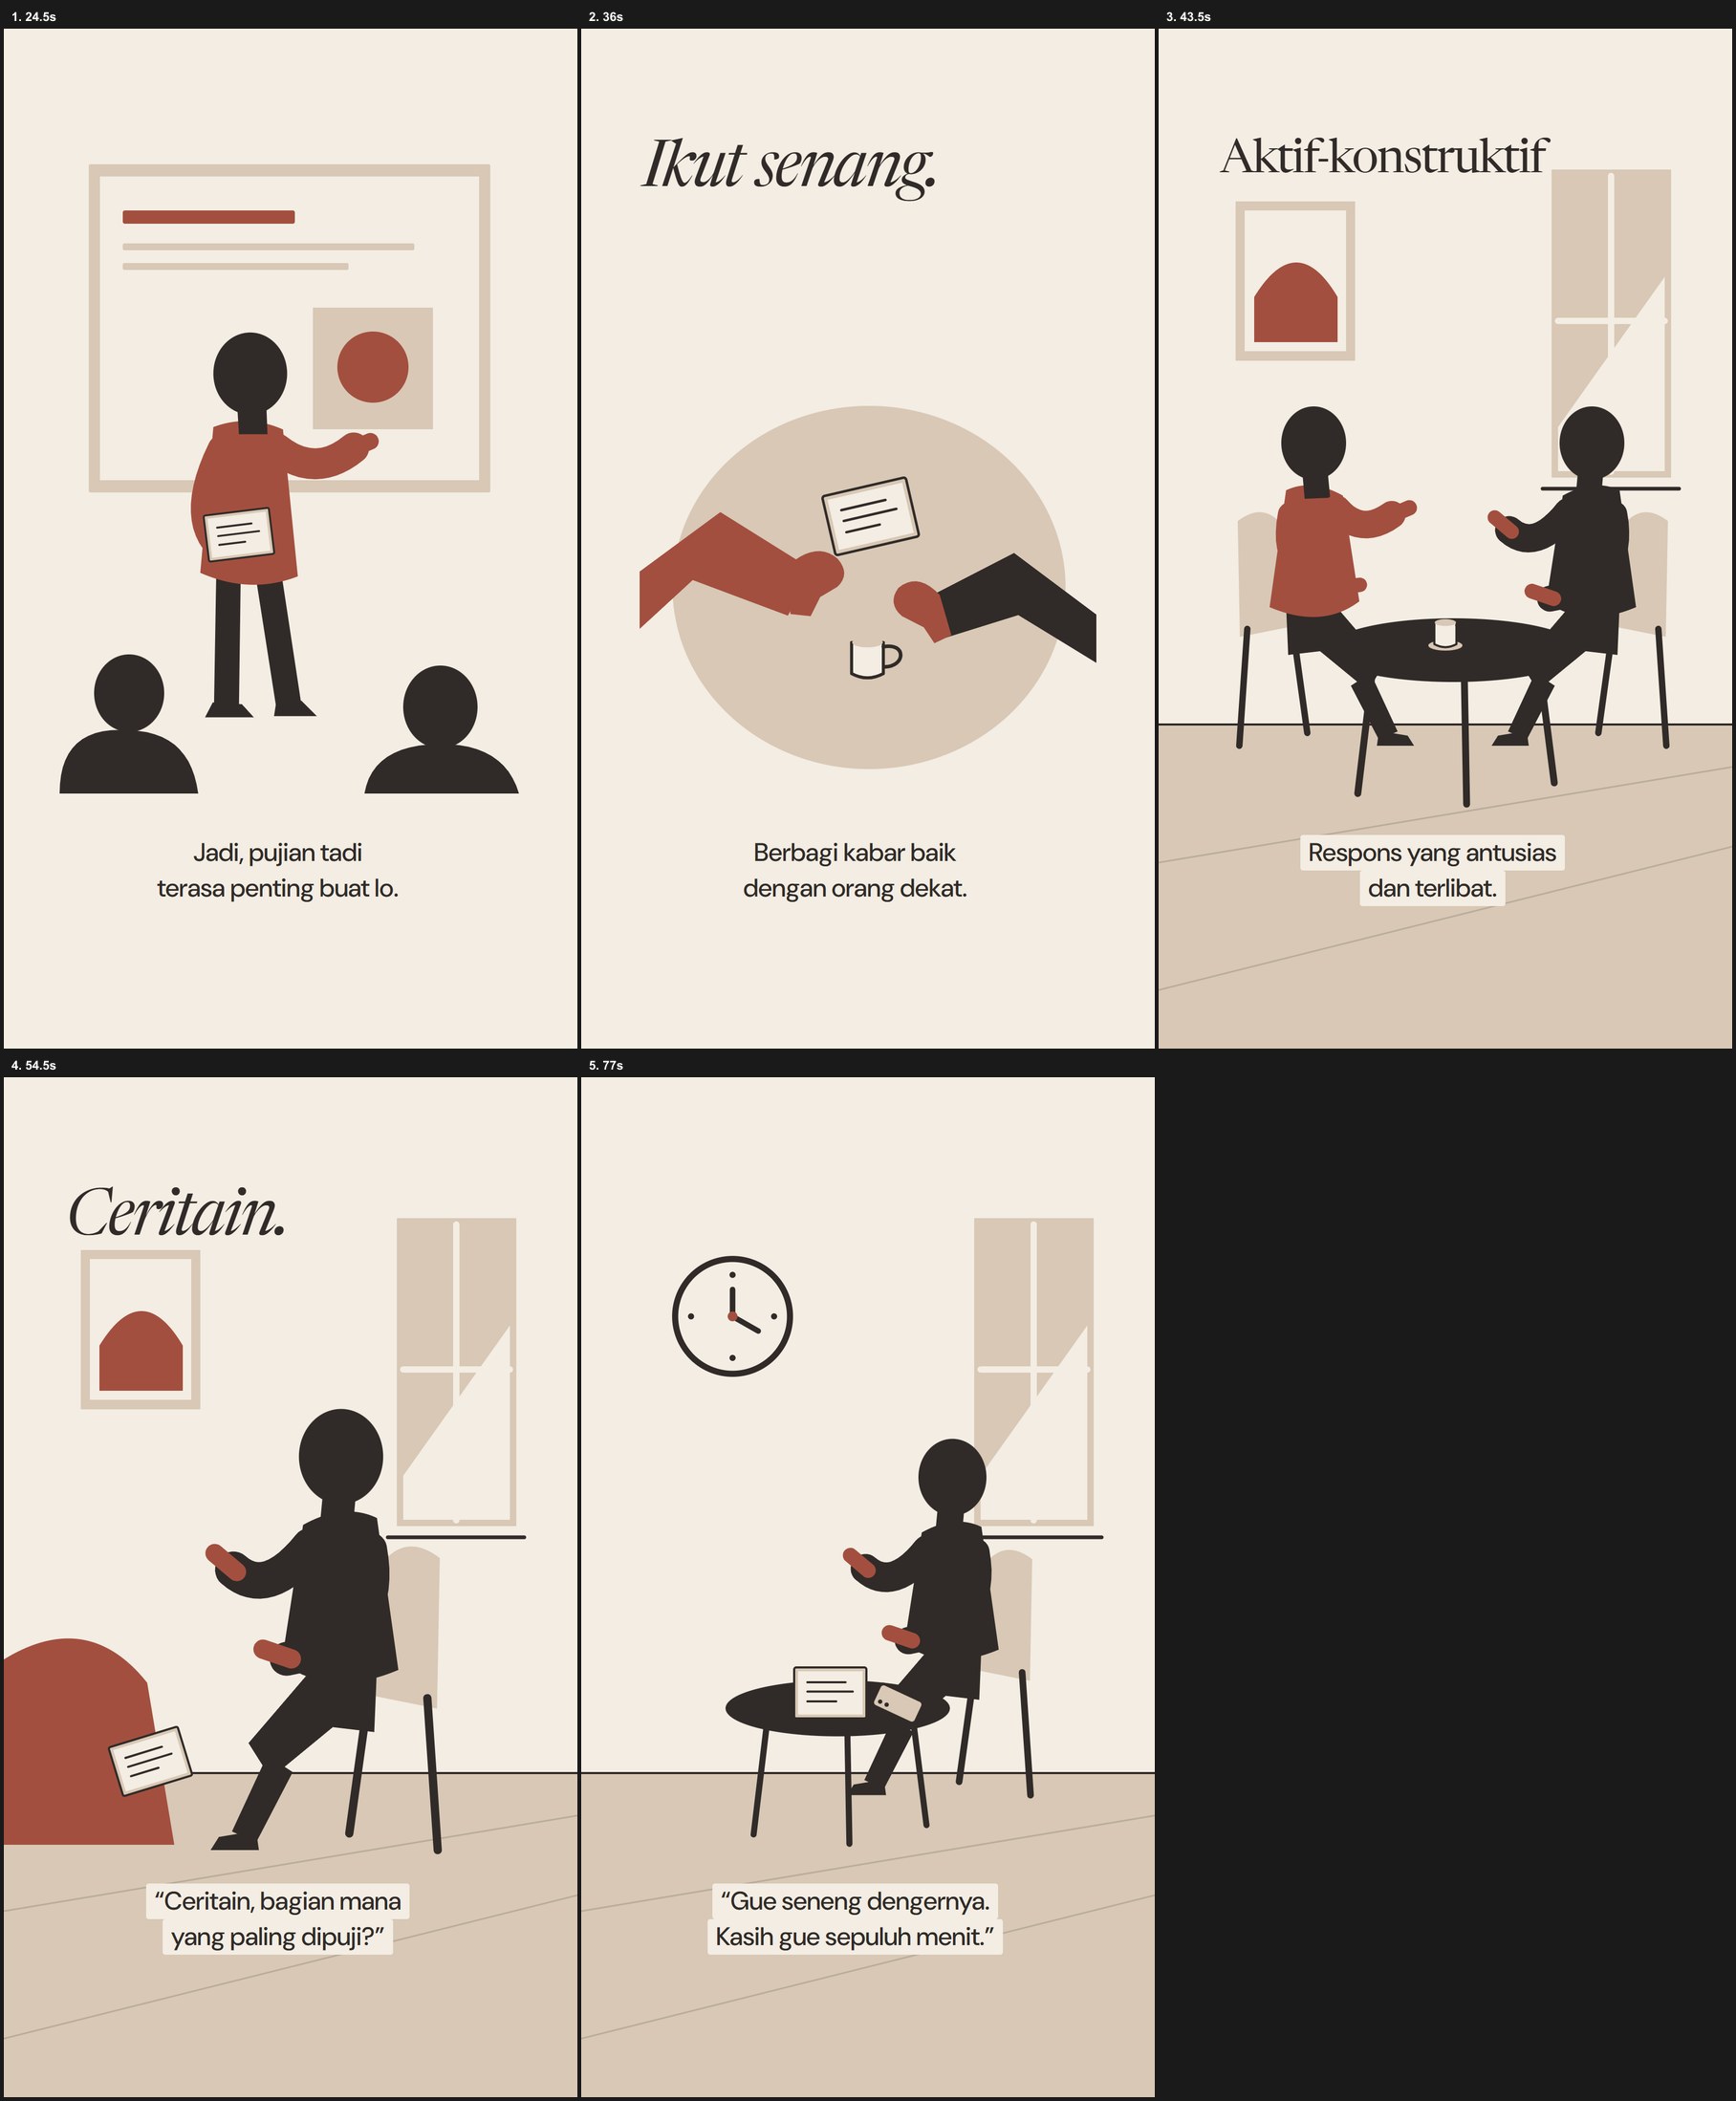 1. 24.5s
Jadi, pujian tadi
terasa penting buat lo.
2. 36s
Ikut senang.
Berbagi kabar baik
dengan orang dekat.
3. 43.5s
Aktif-konstruktif
Respons yang antusias
dan terlibat.
4. 54.5s
Ceritain.
“Ceritain, bagian mana
yang paling dipuji?”
5. 77s
“Gue seneng dengernya.
Kasih gue sepuluh menit.”